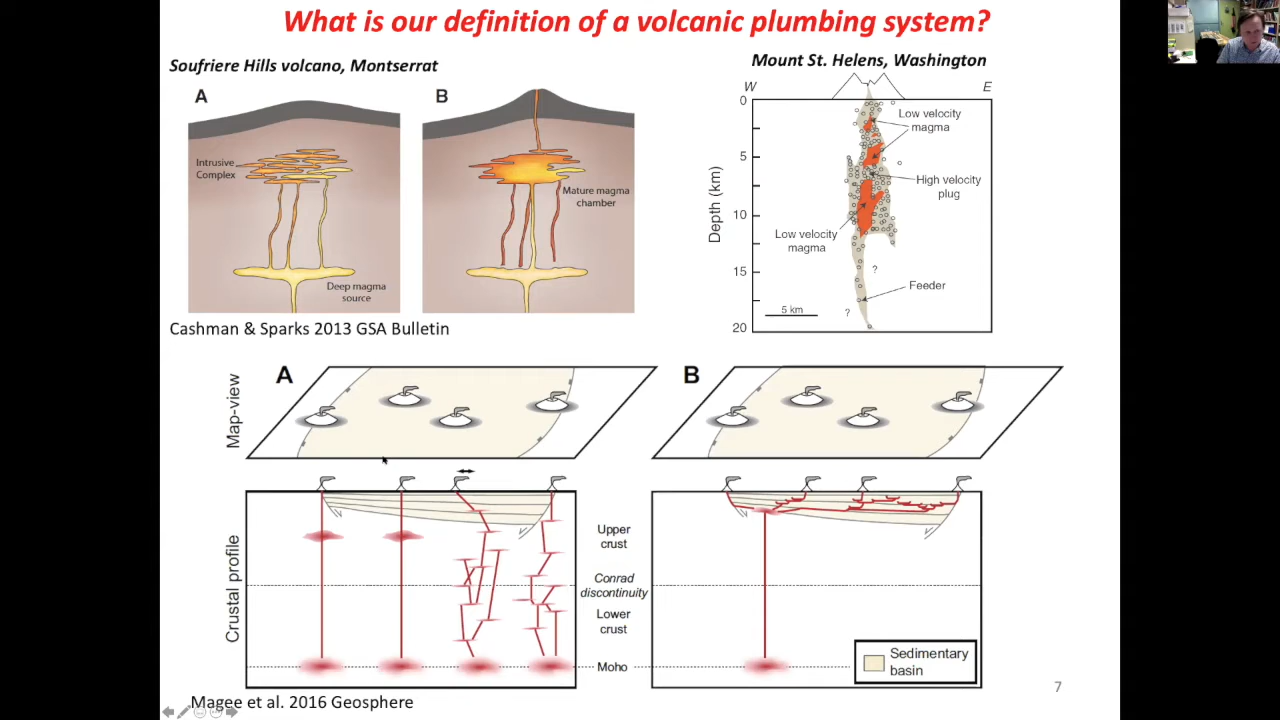 What is our definition of a volcanic plumbing system?
Soufriere Hills volcano, Montserrat
A
Intrusive
Complex
Deep magma
source
B
Mature magma
chamber
Cashman & Sparks 2013 GSA Bulletin
Mount St. Helens, Washington
W
E
0
5
10
15
20
Depth (km)
Low velocity
magma
High velocity
plug
Low velocity
magma
?
Feeder
?
5 km
A
B
Map-view
Crustal profile
Upper
crust
Conrad
discontinuity
Lower
crust
Moho
Sedimentary
basin
Magee et al. 2016 Geosphere
7